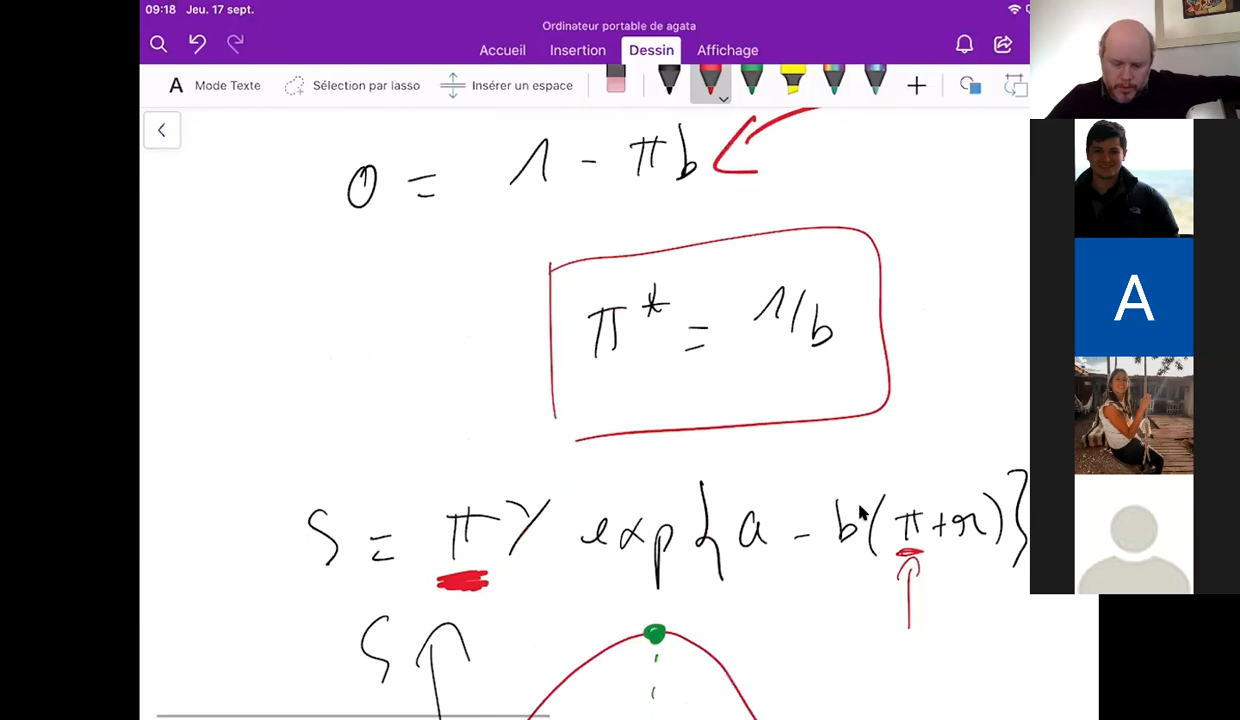 09:18 Jeu. 17 sept.
Ordinateur portable de agata
Accueil Insertion Dessin Affichage
A Mode Texte Sélection par lasso Insérer un espace
0 = 1 - πb
π* = 1/b
S = πY exp{a - b(π+r)}
S
A